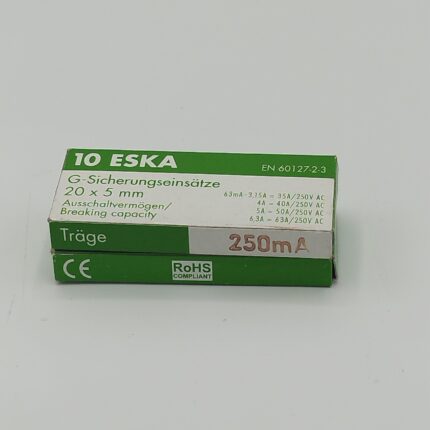 10 ESKA
EN 60127-2-3
G-Sicherungseinsätze
20 x 5 mm
Ausschaltvermögen/
Breaking capacity
63mA-3,15A = 35A/250V AC
4A = 40A/250V AC
5A = 50A/250V AC
6,3A = 63A/250V AC
Träge
250mA
CE
RoHS
COMPLIANT